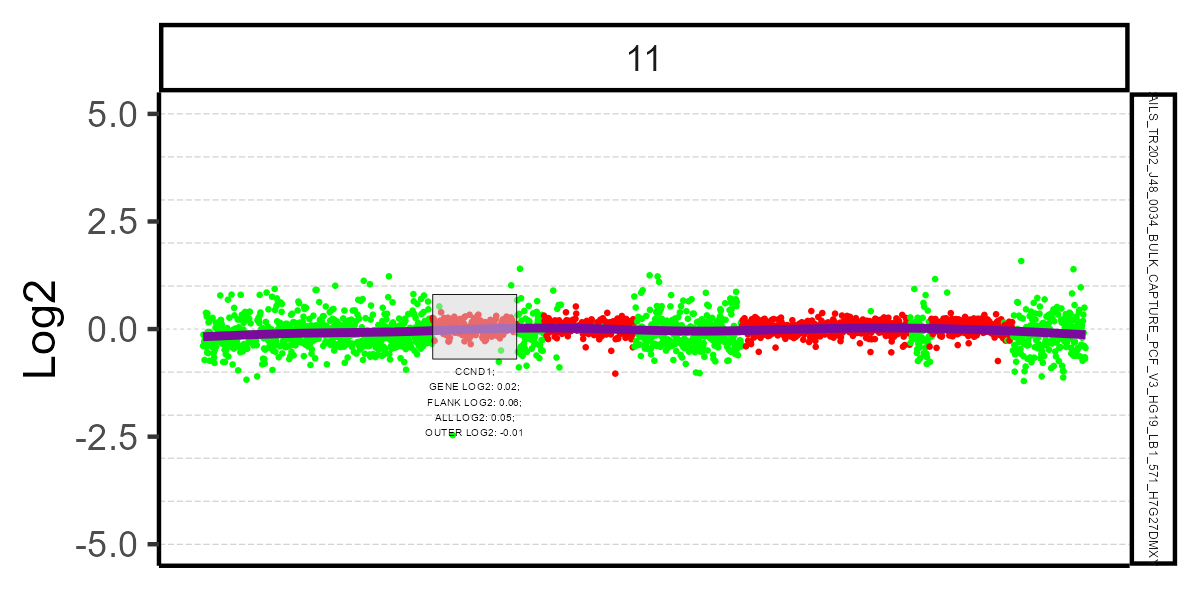 11
5.0
2.5
0.0
-2.5
-5.0
Log2
CCND1;
GENE LOG2: 0.02;
FLANK LOG2: 0.06;
ALL LOG2: 0.05;
OUTER LOG2: -0.01
AILS_TR202_J48_0034_BULK_CAPTURE_PCF_V3_HG19_LB1_571_H7G27DMX